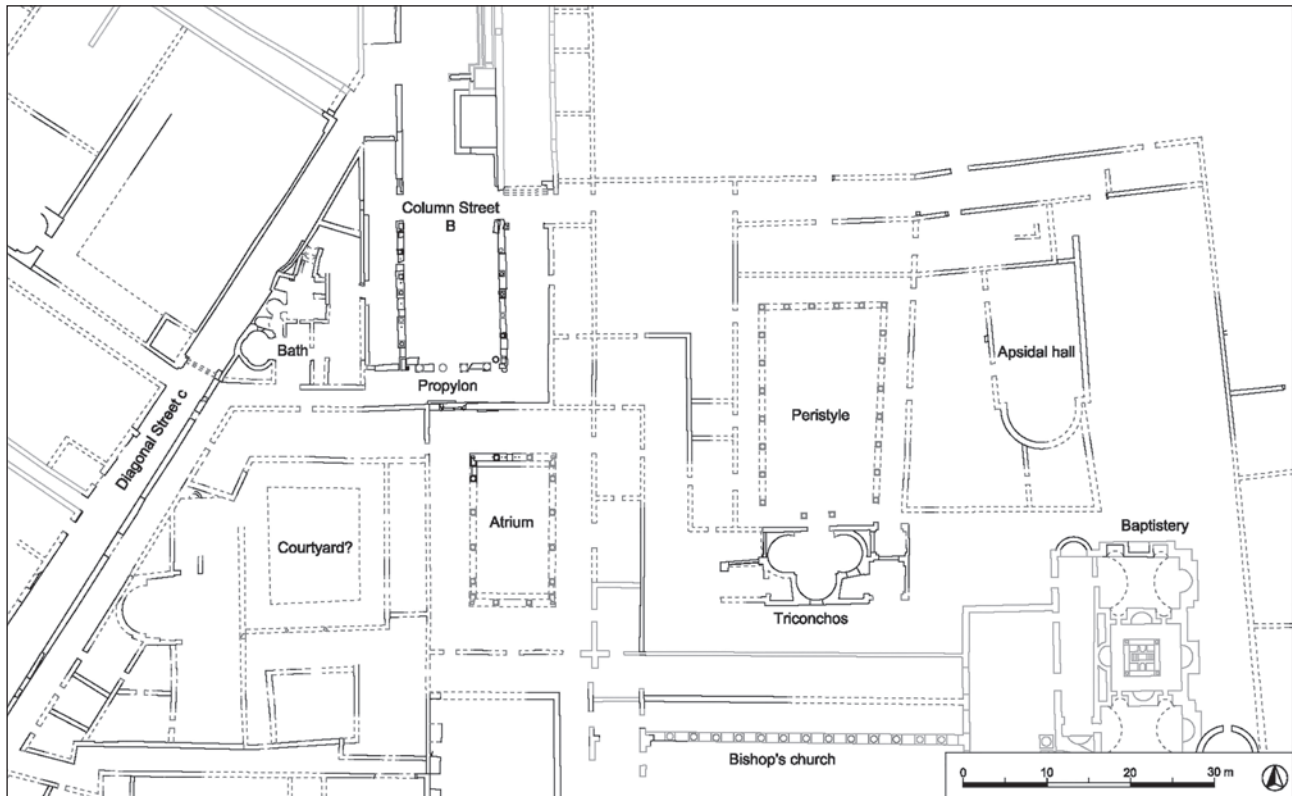 Column Street
B
Bath
Propylon
Apsidal hall
Peristyle
Diagonal Street c
Atrium
Courtyard?
Baptistery
Triconchos
Bishop's church
0 10 20 30 m